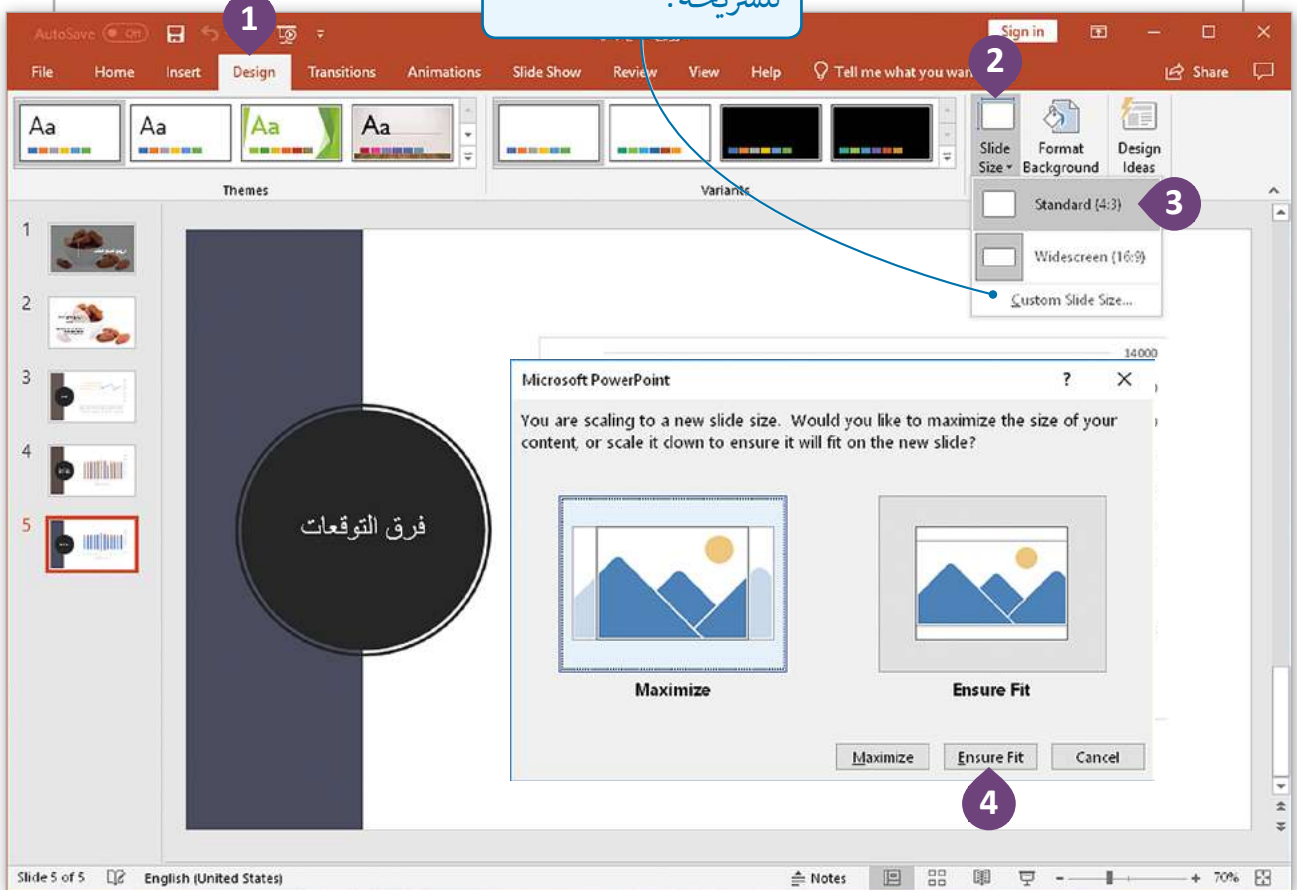 للشريحة.
1
AutoSave On
Sign in
File Home Insert Design Transitions Animations Slide Show Review View Help Tell me what you wan
2
Share
Aa Aa Aa Aa
Themes
Variants
Slide Size
Format Background
Design Ideas
Standard (4:3)
3
Widescreen (16:9)
Custom Slide Size...
1
2
3
4
5
فرق التوقعات
14000
Microsoft PowerPoint ? ×
You are scaling to a new slide size. Would you like to maximize the size of your
content, or scale it down to ensure it will fit on the new slide?
Maximize Ensure Fit
Maximize Ensure Fit Cancel
4
Slide 5 of 5 English (United States) Notes 70%